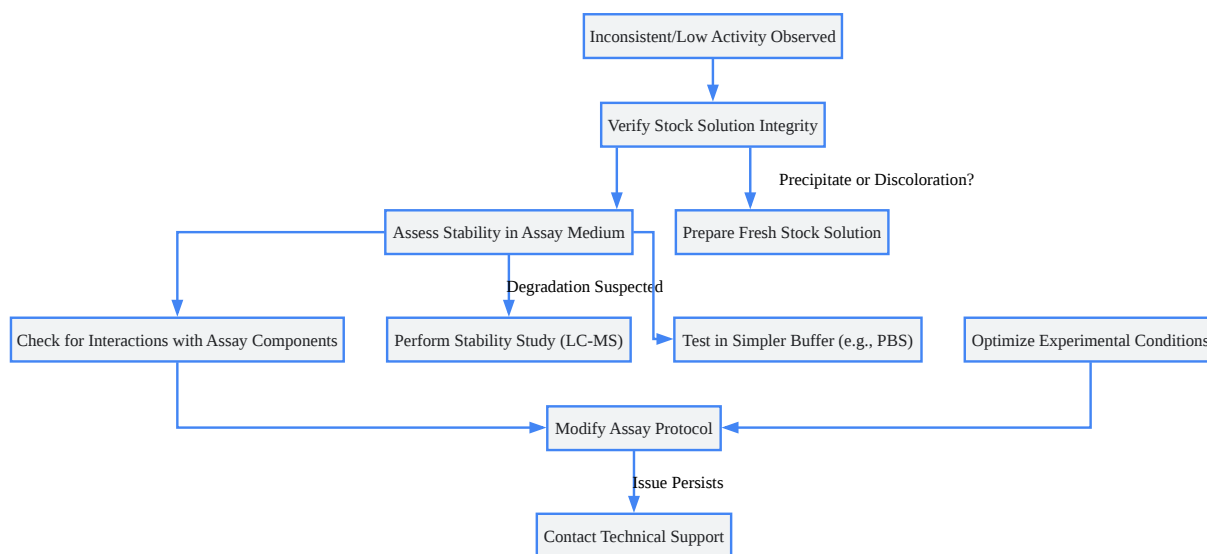 Inconsistent/Low Activity Observed
Verify Stock Solution Integrity
Precipitate or Discoloration?
Assess Stability in Assay Medium
Prepare Fresh Stock Solution
Degradation Suspected
Check for Interactions with Assay Components
Perform Stability Study (LC-MS)
Test in Simpler Buffer (e.g., PBS)
Optimize Experimental Conditions
Modify Assay Protocol
Issue Persists
Contact Technical Support